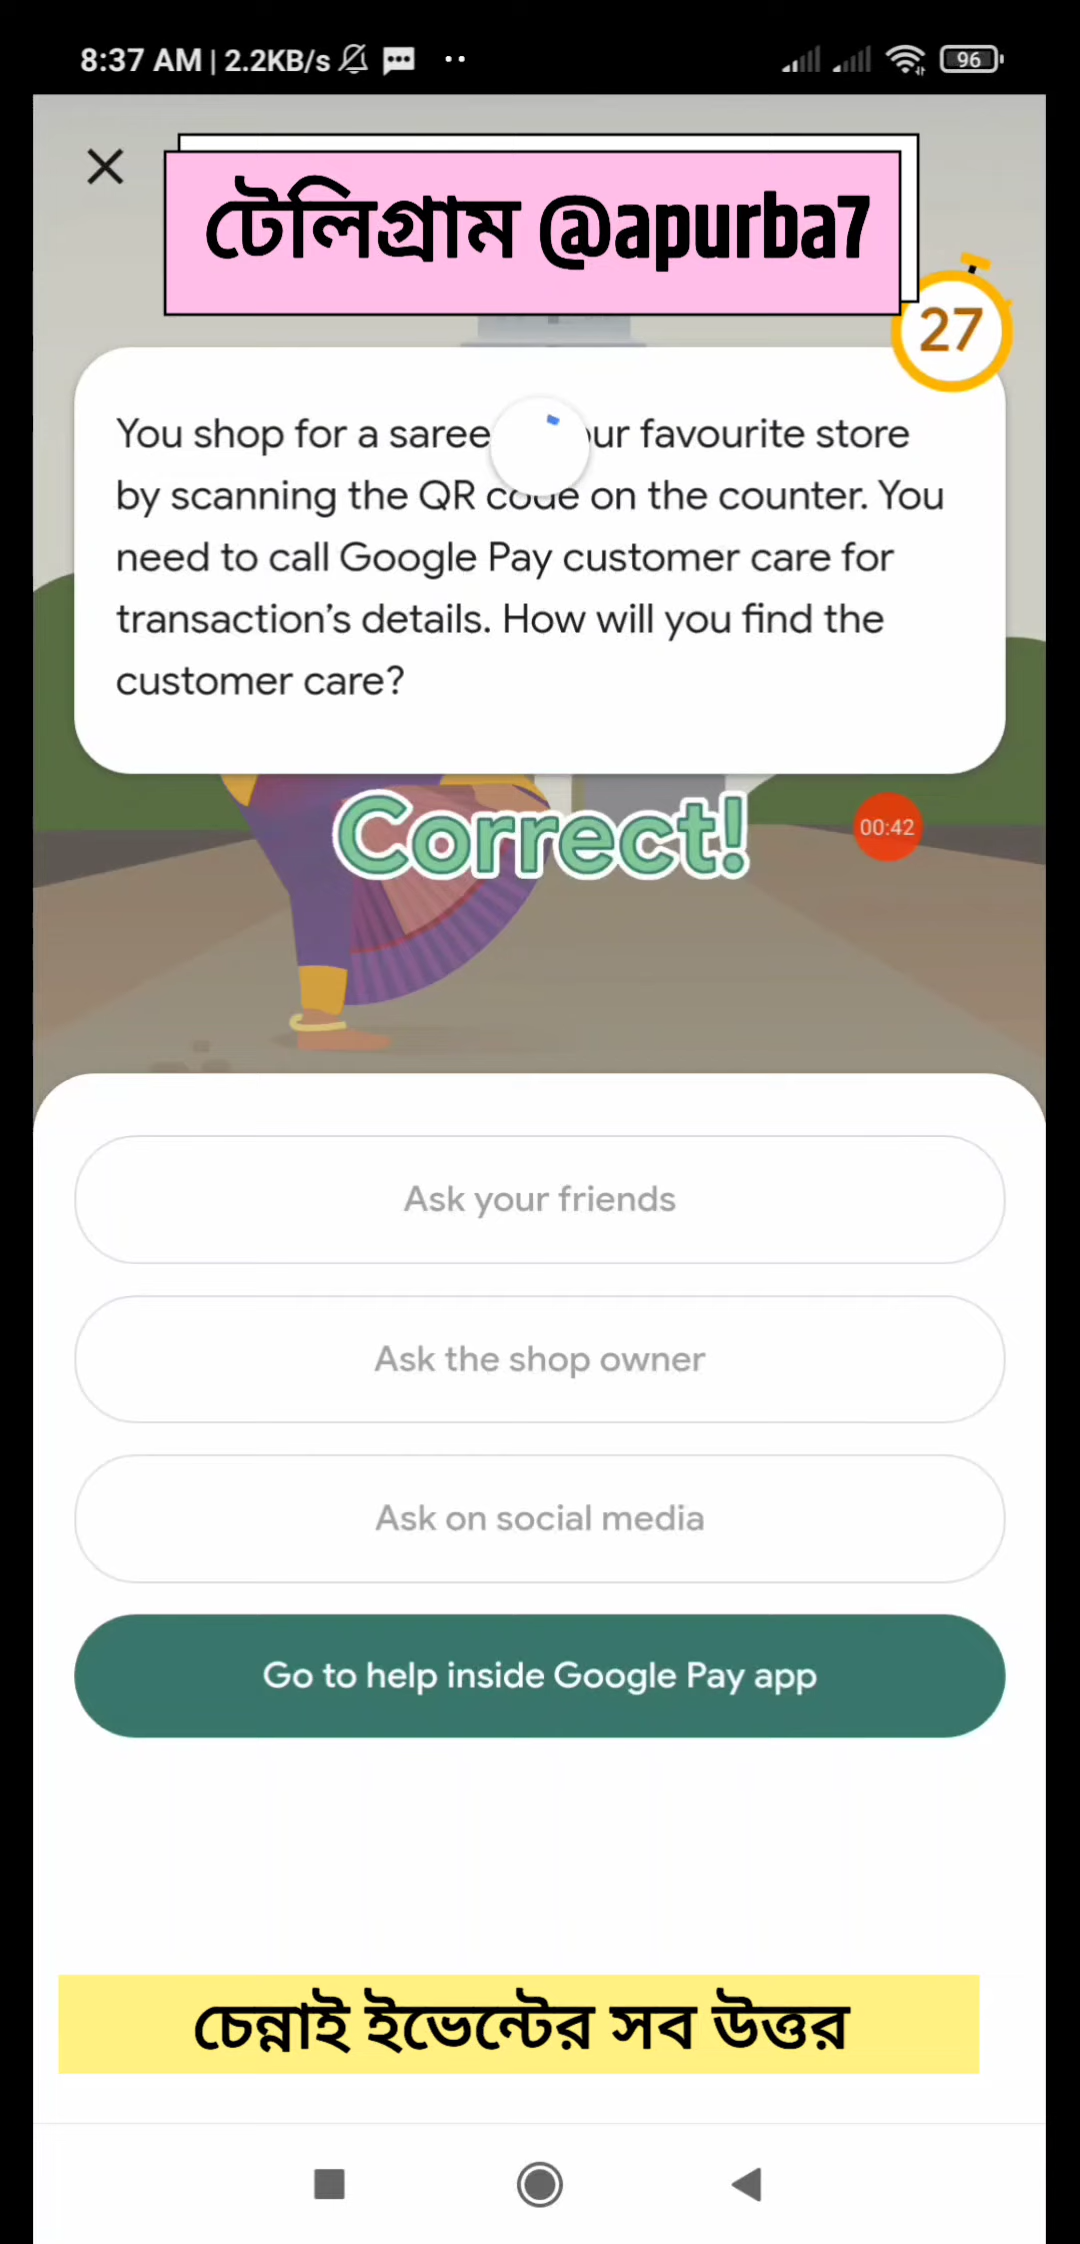 8:37 AM | 2.2KB/s
96
টেলিগ্রাম @apurba7
27
You shop for a saree ur favourite store
by scanning the QR code on the counter. You
need to call Google Pay customer care for
transaction's details. How will you find the
customer care?
Correct!
00:42
Ask your friends
Ask the shop owner
Ask on social media
Go to help inside Google Pay app
চেন্নাই ইভেন্টের সব উত্তর